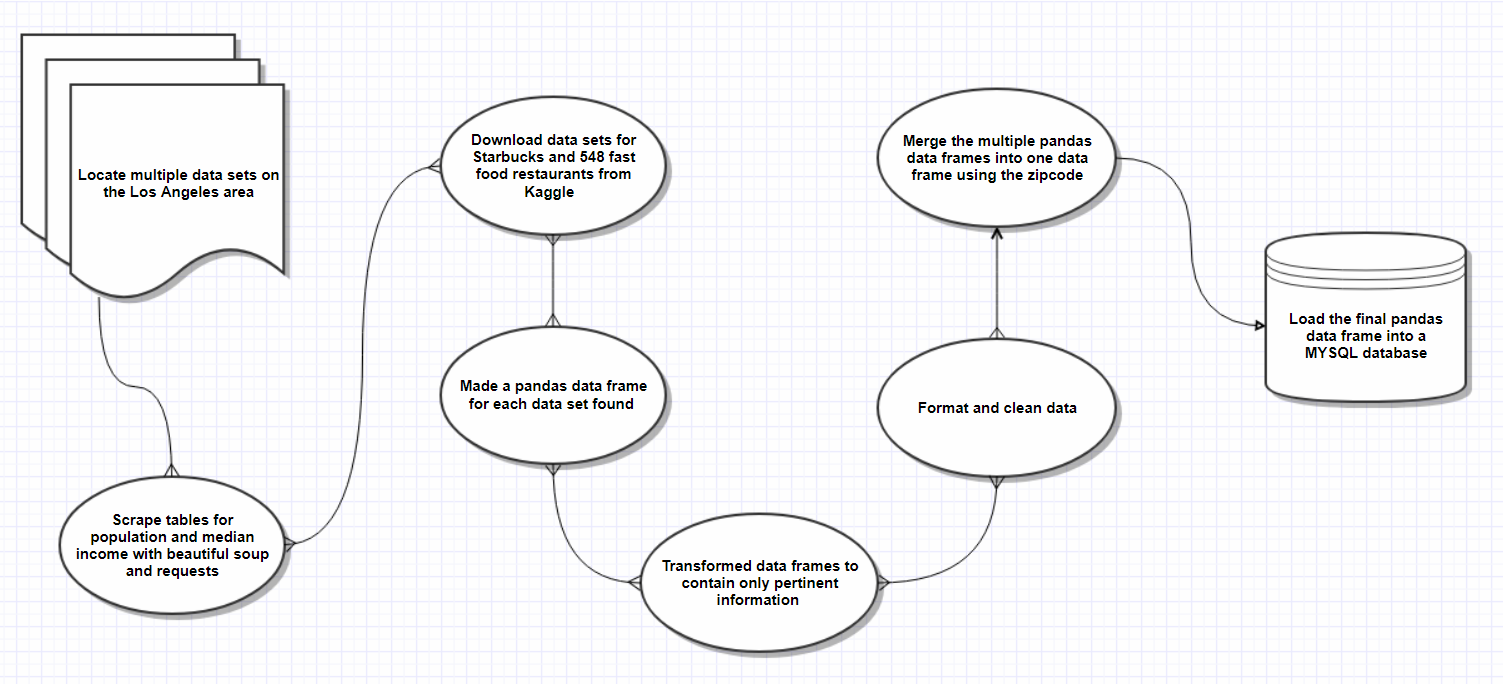 Locate multiple data sets on
the Los Angeles area
Scrape tables for
population and median
income with beautiful soup
and requests
Download data sets for
Starbucks and 548 fast
food restaurants from
Kaggle
Made a pandas data frame
for each data set found
Transformed data frames to
contain only pertinent
information
Format and clean data
Merge the multiple pandas
data frames into one data
frame using the zipcode
Load the final pandas
data frame into a
MYSQL database